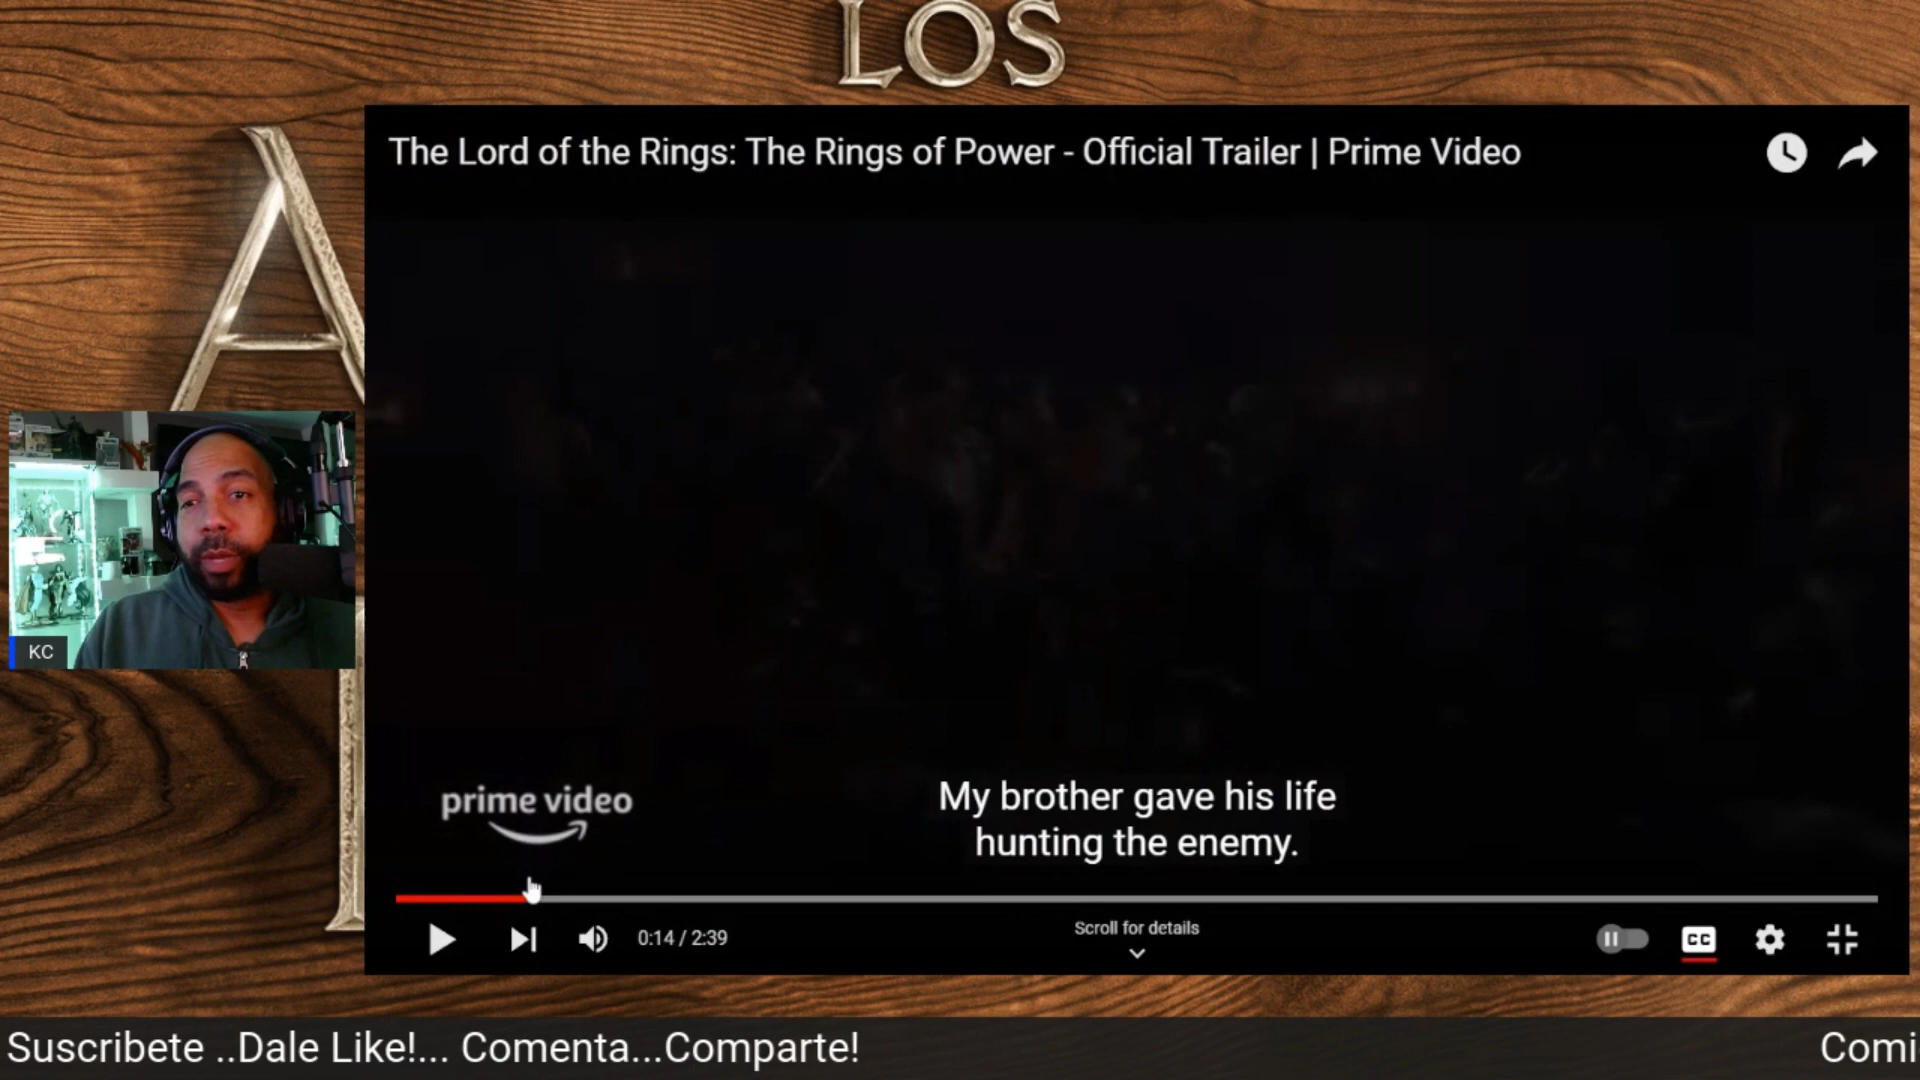 LOS
A
The Lord of the Rings: The Rings of Power - Official Trailer | Prime Video
KC
prime video
My brother gave his life
hunting the enemy.
0:14 / 2:39
Scroll for details
CC
Suscribete ..Dale Like!... Comenta...Comparte!
Comi